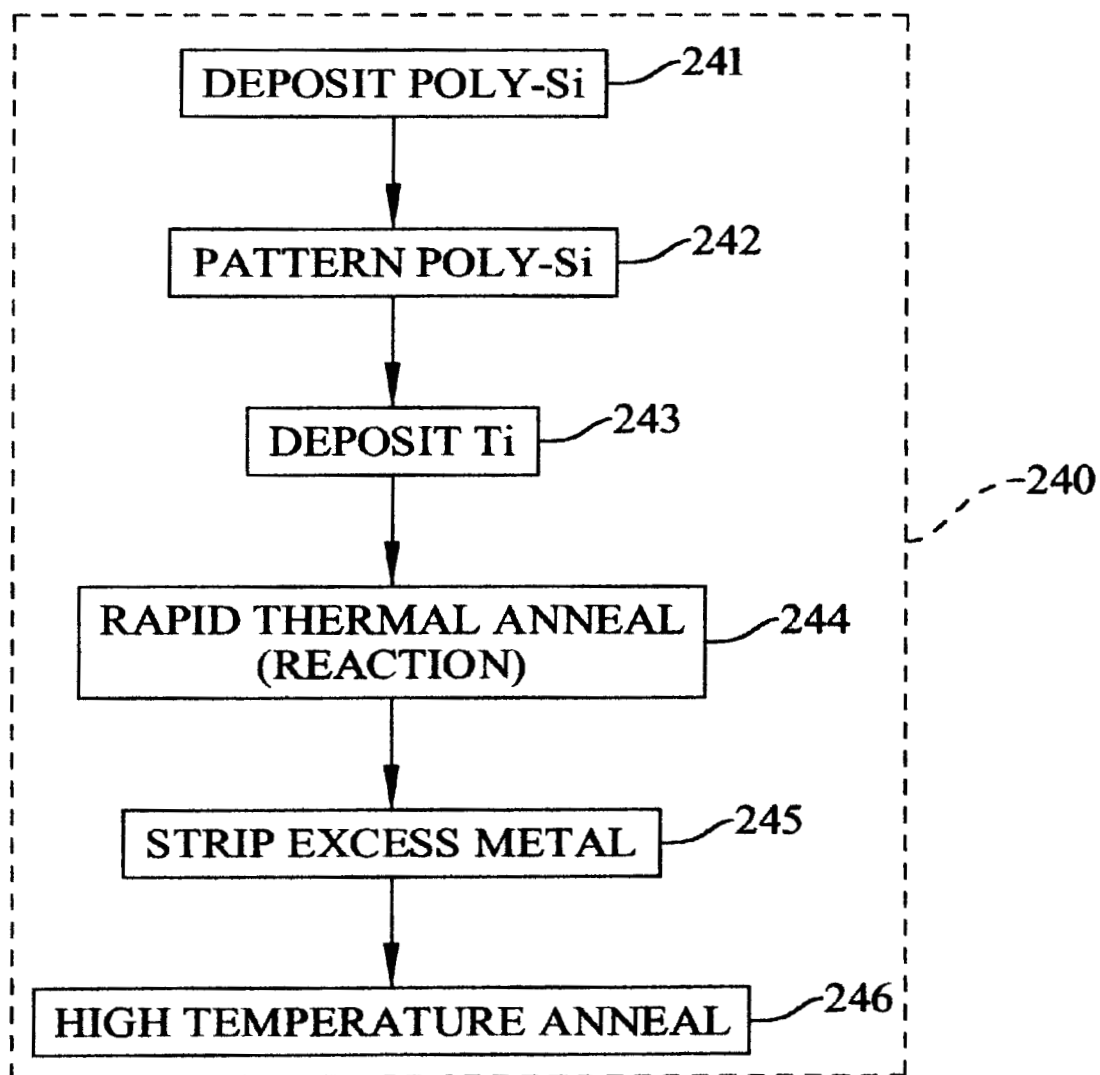 DEPOSIT POLY-Si
241
PATTERN POLY-Si
242
DEPOSIT Ti
243
240
RAPID THERMAL ANNEAL
(REACTION)
244
STRIP EXCESS METAL
245
HIGH TEMPERATURE ANNEAL
246